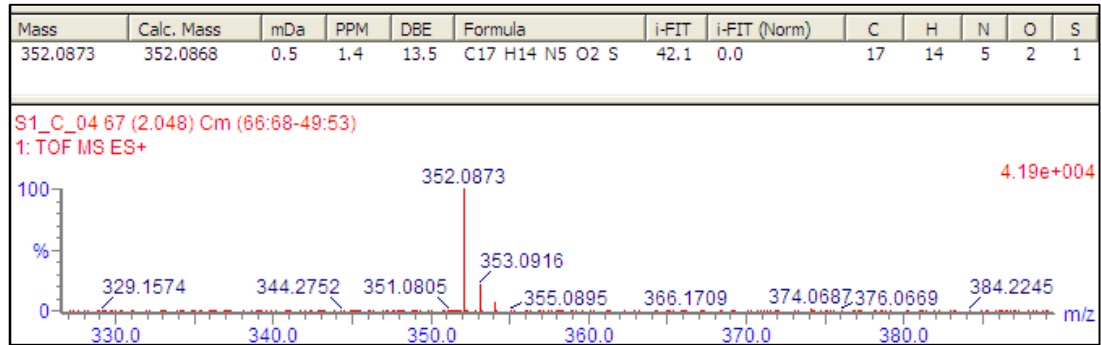 Mass Calc. Mass mDa PPM DBE Formula i-FIT i-FIT (Norm) C H N O S
352.0873 352.0868 0.5 1.4 13.5 C17 H14 N5 O2 S 42.1 0.0 17 14 5 2 1
S1_C_04 67 (2.048) Cm (66:68-49:53)
1: TOF MS ES+
4.19e+004
352.0873
100
%
353.0916
329.1574 344.2752 351.0805 355.0895 366.1709 374.0687 376.0669 384.2245
0
m/z
330.0 340.0 350.0 360.0 370.0 380.0